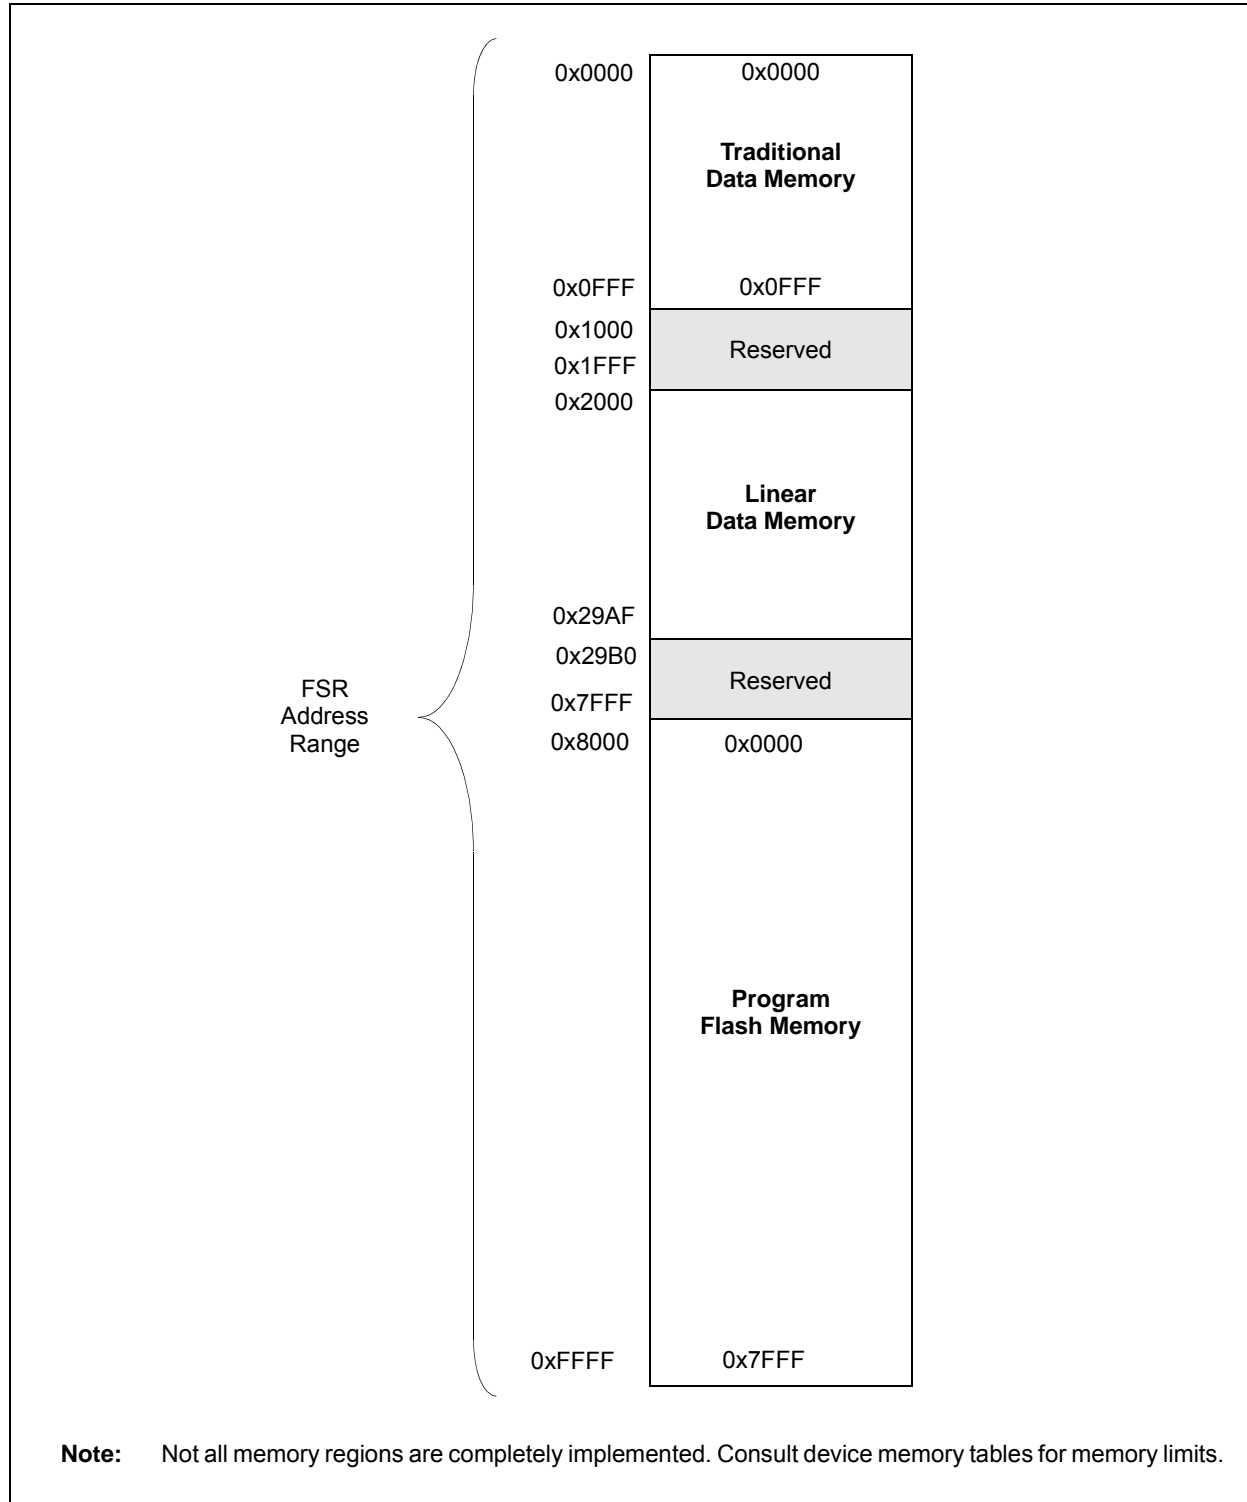 0x0000 0x0000
Traditional
Data Memory
0x0FFF 0x0FFF
0x1000
Reserved
0x1FFF
0x2000
Linear
Data Memory
0x29AF
0x29B0
Reserved
0x7FFF
FSR
Address
Range
0x8000 0x0000
Program
Flash Memory
0xFFFF 0x7FFF
Note: Not all memory regions are completely implemented. Consult device memory tables for memory limits.